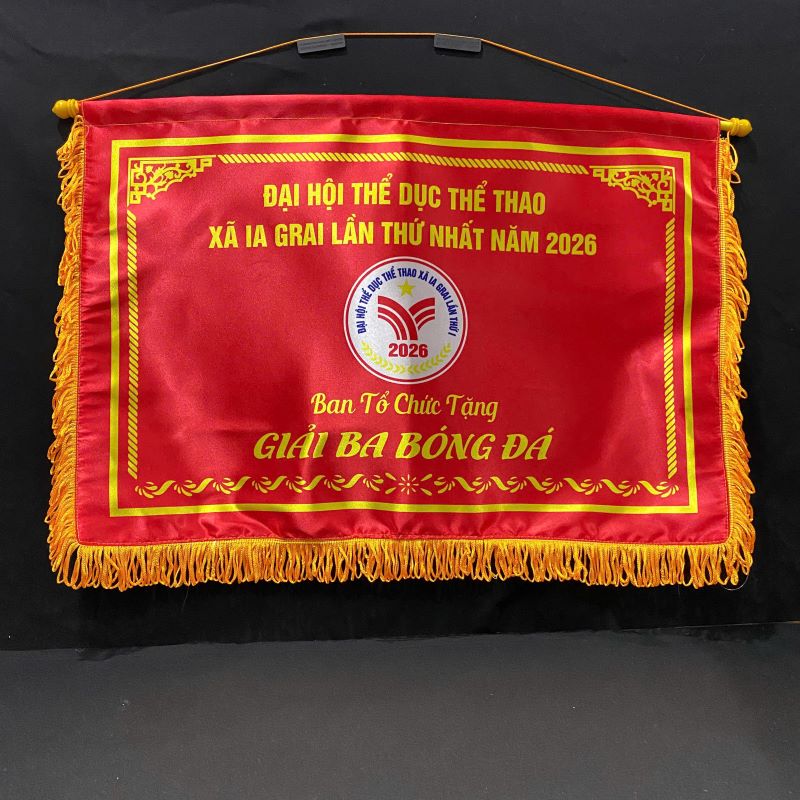 ĐẠI HỘI THỂ DỤC THỂ THAO
XÃ IA GRAI LẦN THỨ NHẤT NĂM 2026
ĐẠI HỘI THỂ DỤC THỂ THAO XÃ IA GRAI LẦN THỨ I
2026
Ban Tổ Chức Tặng
GIẢI BA BÓNG ĐÁ